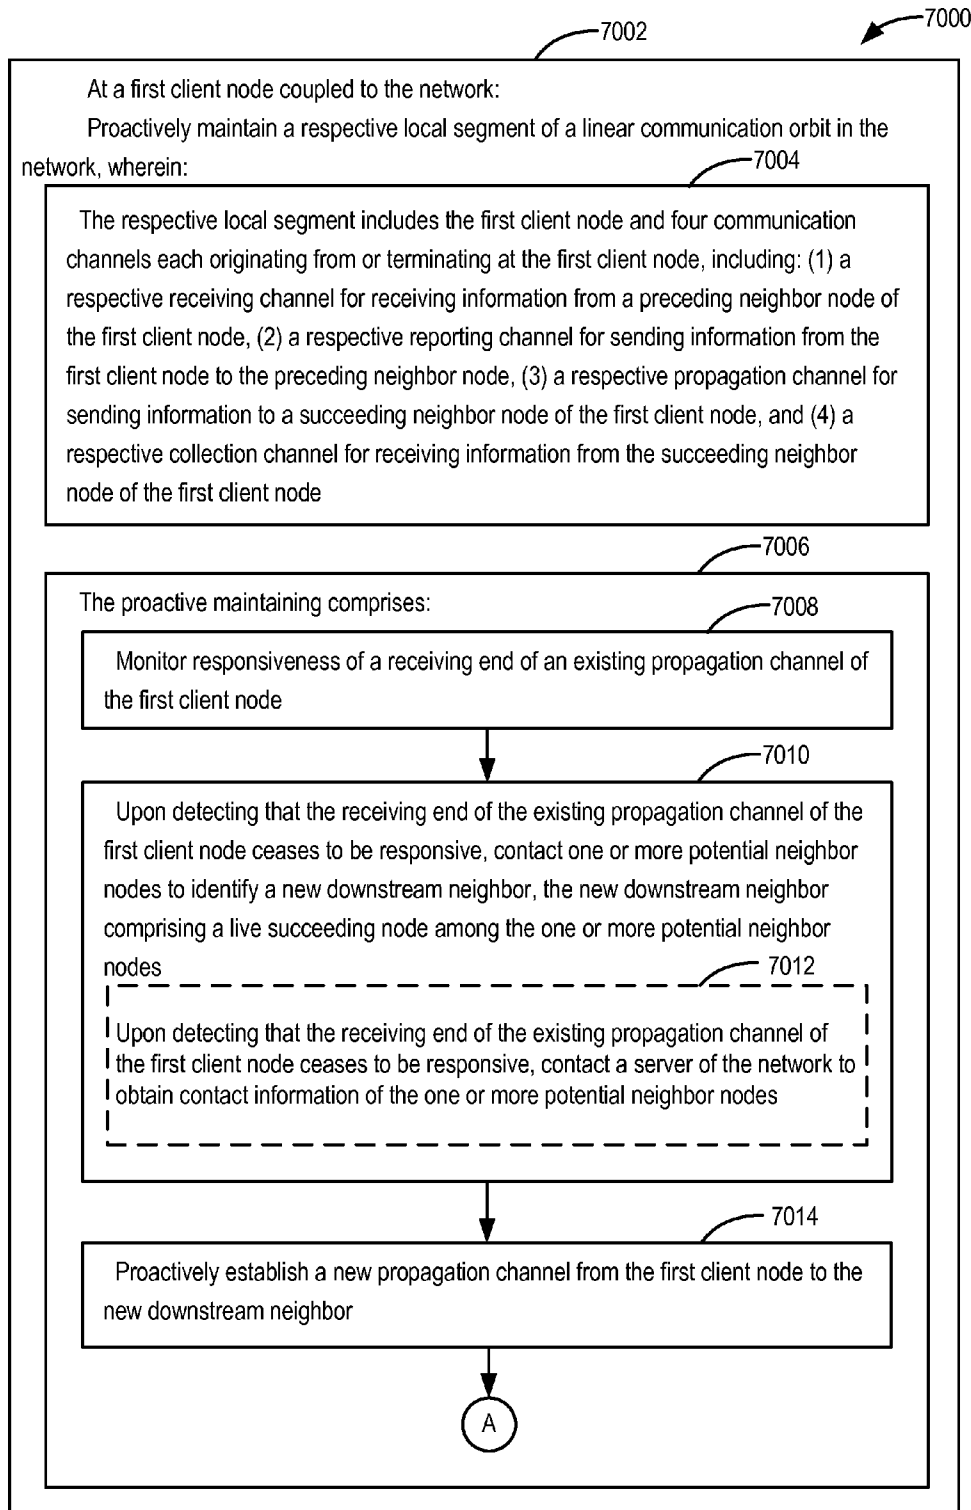 7000
7002
At a first client node coupled to the network:
Proactively maintain a respective local segment of a linear communication orbit in the
network, wherein:
7004
The respective local segment includes the first client node and four communication
channels each originating from or terminating at the first client node, including: (1) a
respective receiving channel for receiving information from a preceding neighbor node of
the first client node, (2) a respective reporting channel for sending information from the
first client node to the preceding neighbor node, (3) a respective propagation channel for
sending information to a succeeding neighbor node of the first client node, and (4) a
respective collection channel for receiving information from the succeeding neighbor
node of the first client node
7006
The proactive maintaining comprises:
7008
Monitor responsiveness of a receiving end of an existing propagation channel of
the first client node
7010
Upon detecting that the receiving end of the existing propagation channel of the
first client node ceases to be responsive, contact one or more potential neighbor
nodes to identify a new downstream neighbor, the new downstream neighbor
comprising a live succeeding node among the one or more potential neighbor
nodes
7012
Upon detecting that the receiving end of the existing propagation channel of
the first client node ceases to be responsive, contact a server of the network to
obtain contact information of the one or more potential neighbor nodes
7014
Proactively establish a new propagation channel from the first client node to the
new downstream neighbor
A